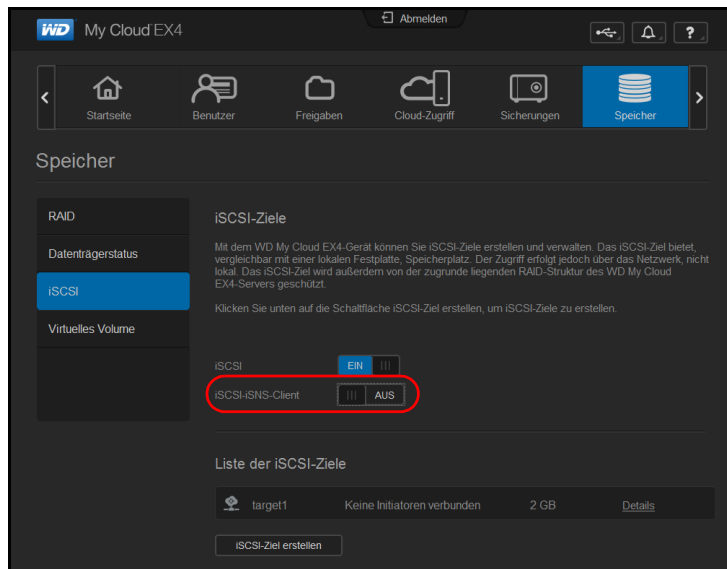 WD My Cloud EX4
Abmelden
?
Startseite
Benutzer
Freigaben
Cloud-Zugriff
Sicherungen
Speicher
Speicher
RAID
Datenträgerstatus
iSCSI
Virtuelles Volume
iSCSI-Ziele
Mit dem WD My Cloud EX4-Gerät können Sie iSCSI-Ziele erstellen und verwalten. Das iSCSI-Ziel bietet,
vergleichbar mit einer lokalen Festplatte, Speicherplatz. Der Zugriff erfolgt jedoch über das Netzwerk, nicht
lokal. Das iSCSI-Ziel wird außerdem von der zugrunde liegenden RAID-Struktur des WD My Cloud
EX4-Servers geschützt.
Klicken Sie unten auf die Schaltfläche iSCSI-Ziel erstellen, um iSCSI-Ziele zu erstellen.
iSCSI EIN
iSCSI-iSNS-Client AUS
Liste der iSCSI-Ziele
target1 Keine Initiatoren verbunden 2 GB Details
iSCSI-Ziel erstellen